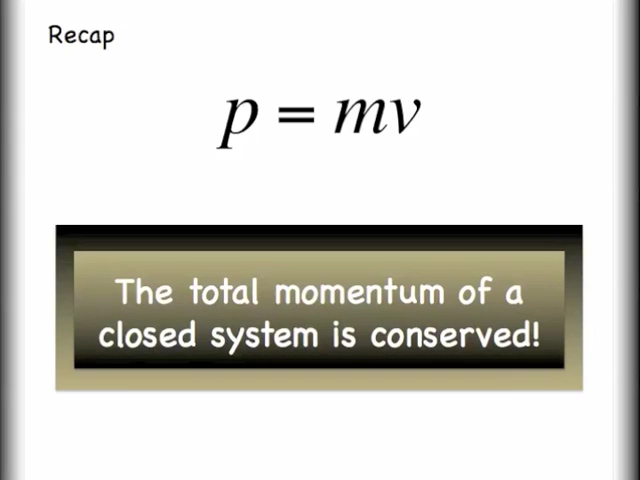 Recap
p = mv
The total momentum of a
closed system is conserved!